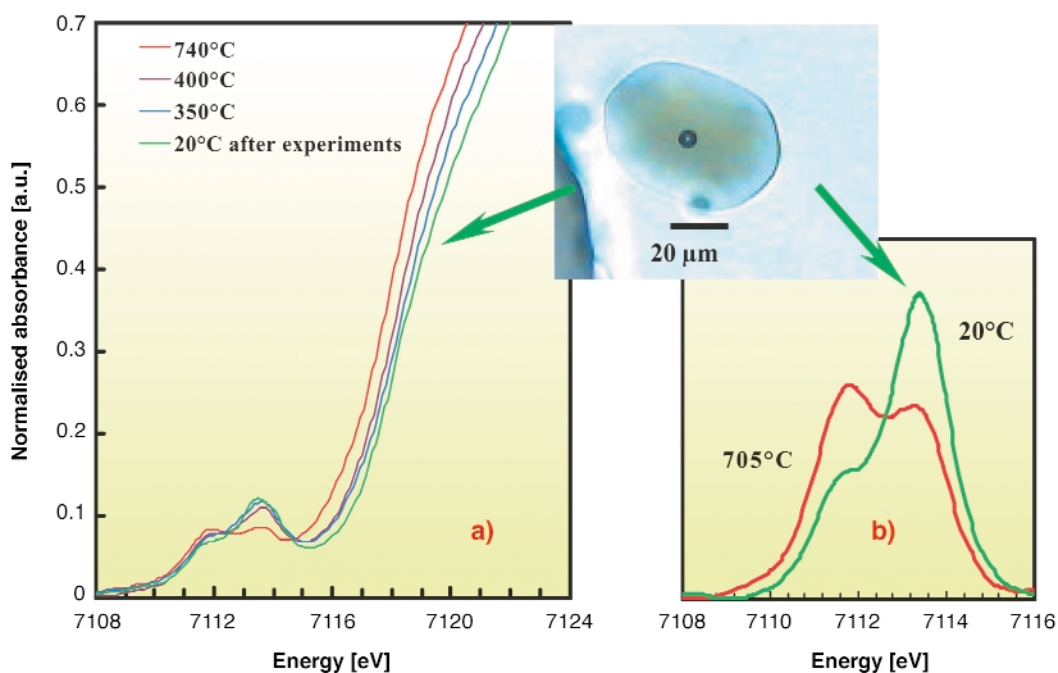 0.7
0.6
0.5
0.4
0.3
0.2
0.1
0
Normalised absorbance [a.u.]
740°C
400°C
350°C
20°C after experiments
a)
7108
7112
7116
7120
7124
Energy [eV]
20 µm
20°C
705°C
b)
7108
7110
7112
7114
7116
Energy [eV]